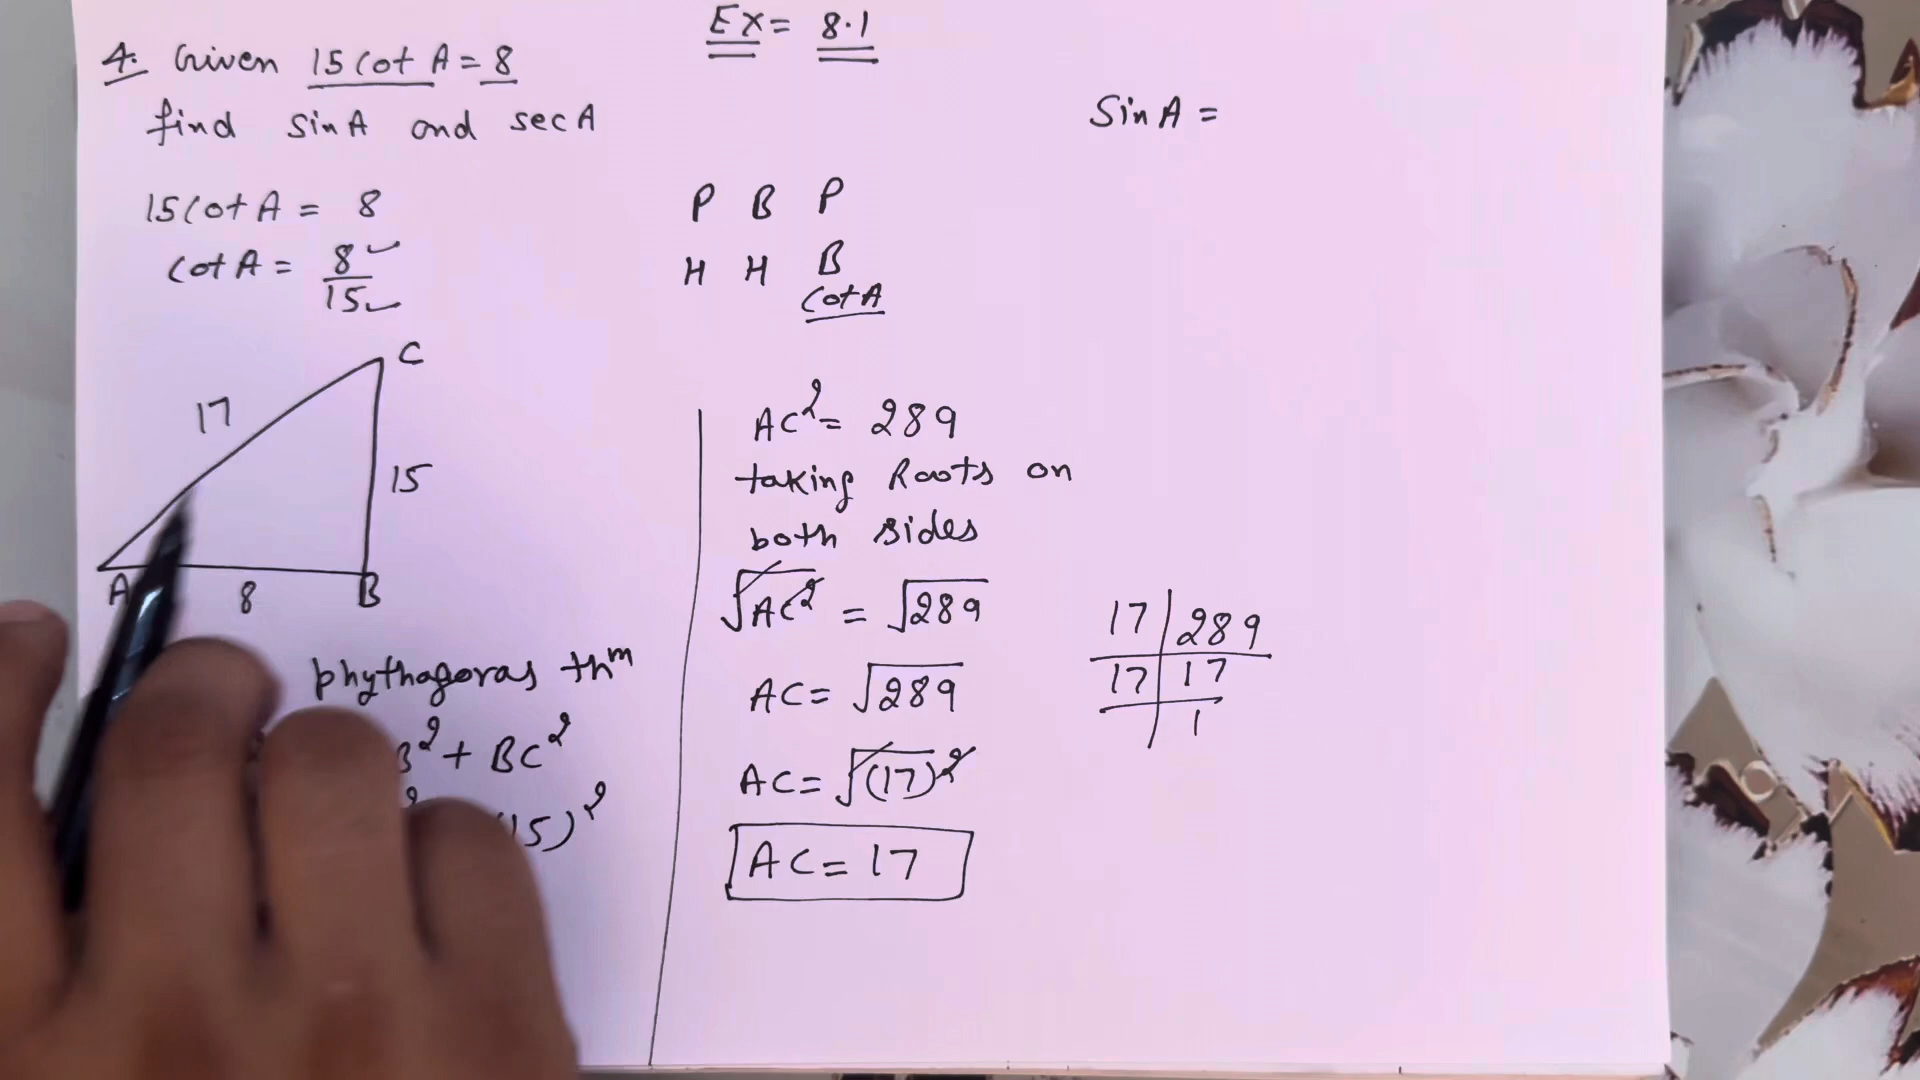 Ex = 8.1
4. Given 15 Cot A = 8
find sin A and sec A
15 Cot A = 8
Cot A = 8/15
C
17
15
A
8
B
phythagoras thm
² + BC²
15)²
P B P
H H B
Cot A
AC² = 289
taking Roots on
both sides
√AC² = √289
AC = √289
AC = √(17)²
AC = 17
Sin A =
17 | 289
17 | 17
1